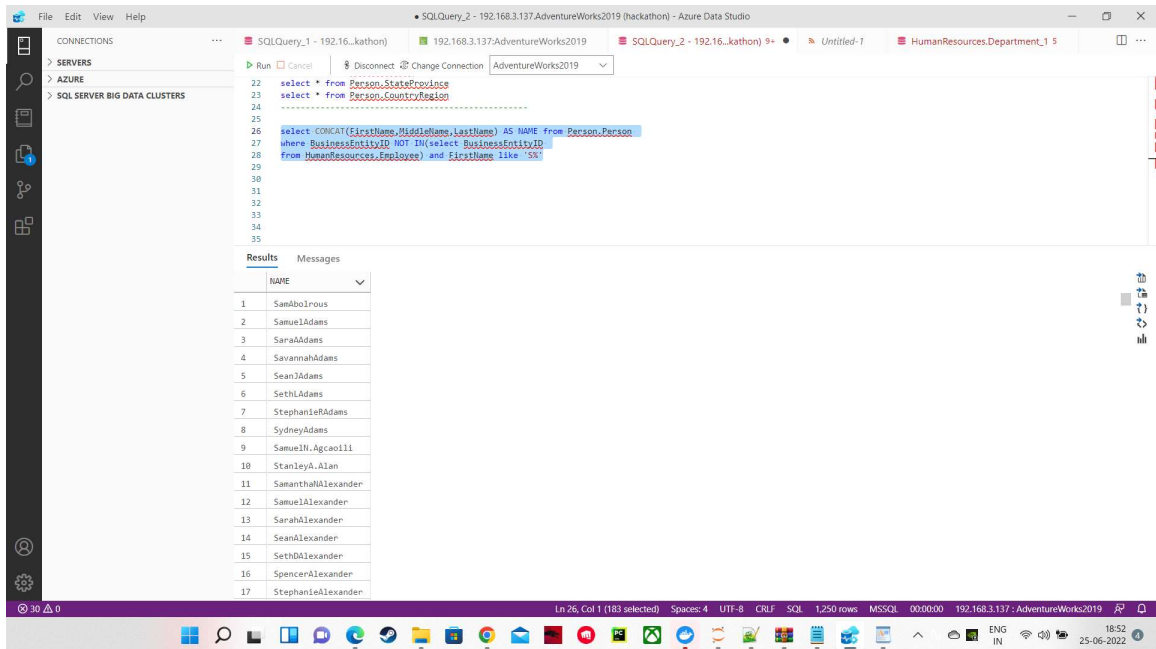 File Edit View Help
● SQLQuery_2 - 192.168.3.137.AdventureWorks2019 (hackathon) - Azure Data Studio
CONNECTIONS ...
SERVERS
AZURE
SQL SERVER BIG DATA CLUSTERS
SQLQuery_1 - 192.16...kathon)
192.168.3.137:AdventureWorks2019
SQLQuery_2 - 192.16...kathon) 9+ ●
Untitled-1
HumanResources.Department_1 5
Run Cancel Disconnect Change Connection AdventureWorks2019
22 select * from Person.StateProvince
23 select * from Person.CountryRegion
24 -------------------------------------------------
25
26 select CONCAT(FirstName,MiddleName,LastName) AS NAME from Person.Person
27 where BusinessEntityID NOT IN(select BusinessEntityID
28 from HumanResources.Employee) and FirstName like 'S%'
29
30
31
32
33
34
35
Results Messages
NAME
1 SamAbolrous
2 SamuelAdams
3 SaraAAdams
4 SavannahAdams
5 SeanJAdams
6 SethLAdams
7 StephanieRAdams
8 SydneyAdams
9 SamuelN.Agcaoili
10 StanleyA.Alan
11 SamanthaNAlexander
12 SamuelAlexander
13 SarahAlexander
14 SeanAlexander
15 SethDAlexander
16 SpencerAlexander
17 StephanieAlexander
1
30 0
Ln 26, Col 1 (183 selected) Spaces: 4 UTF-8 CRLF SQL 1,250 rows MSSQL 00:00:00 192.168.3.137 : AdventureWorks2019
PC
ENG
IN
18:52
25-06-2022
4